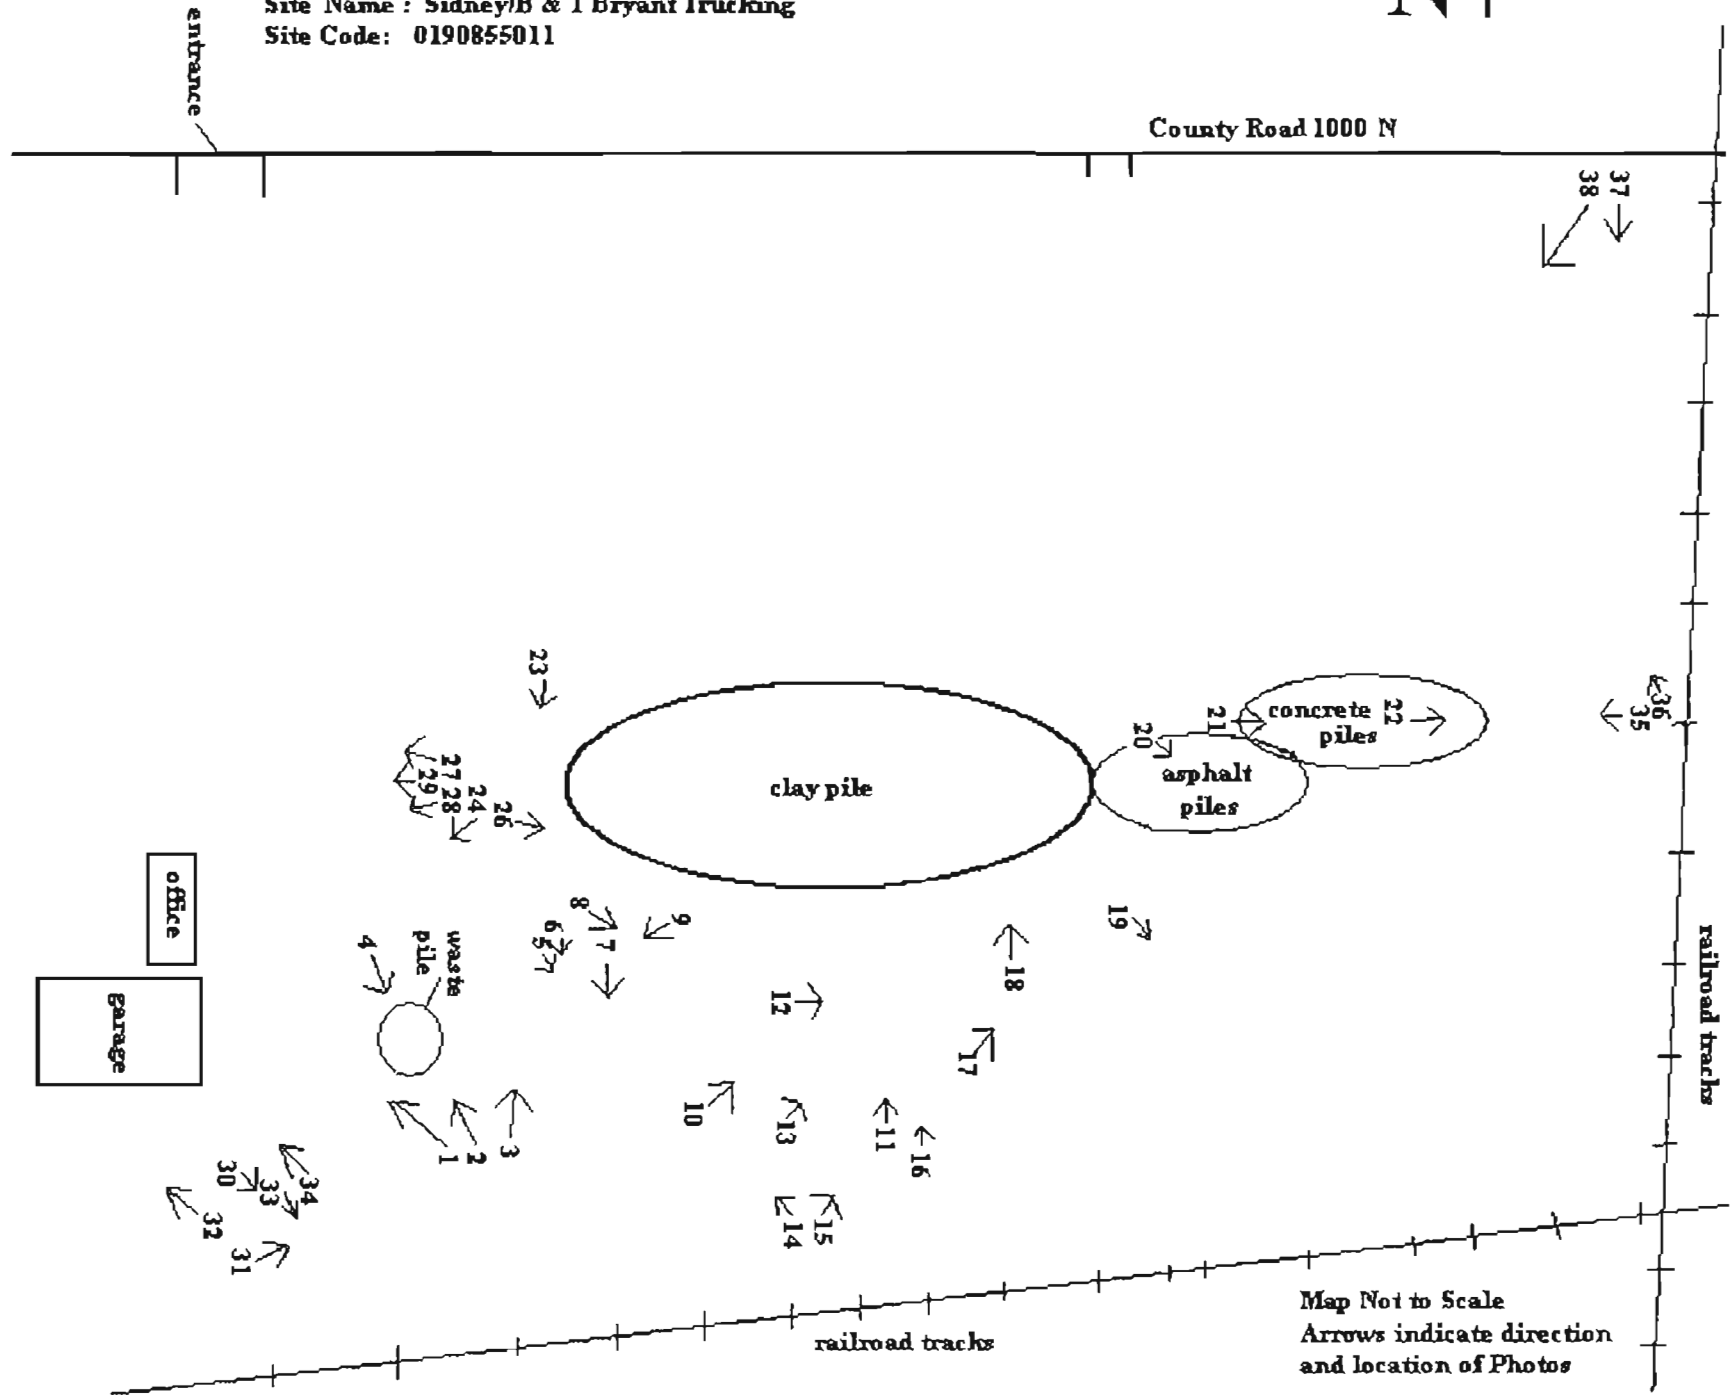 Site Name : Sidney/B & T Bryant Trucking
Site Code: 0190855011
N
entrance
County Road 1000 N
38
37
23
21
20
concrete
piles
22
36
35
clay pile
asphalt
piles
27
29
28
24
26
office
8
6
5
7
9
19
4
waste
pile
12
18
railroad tracks
garage
17
10
13
11
16
1
2
3
30
33
34
32
31
14
15
railroad tracks
Map Not to Scale
Arrows indicate direction
and location of Photos